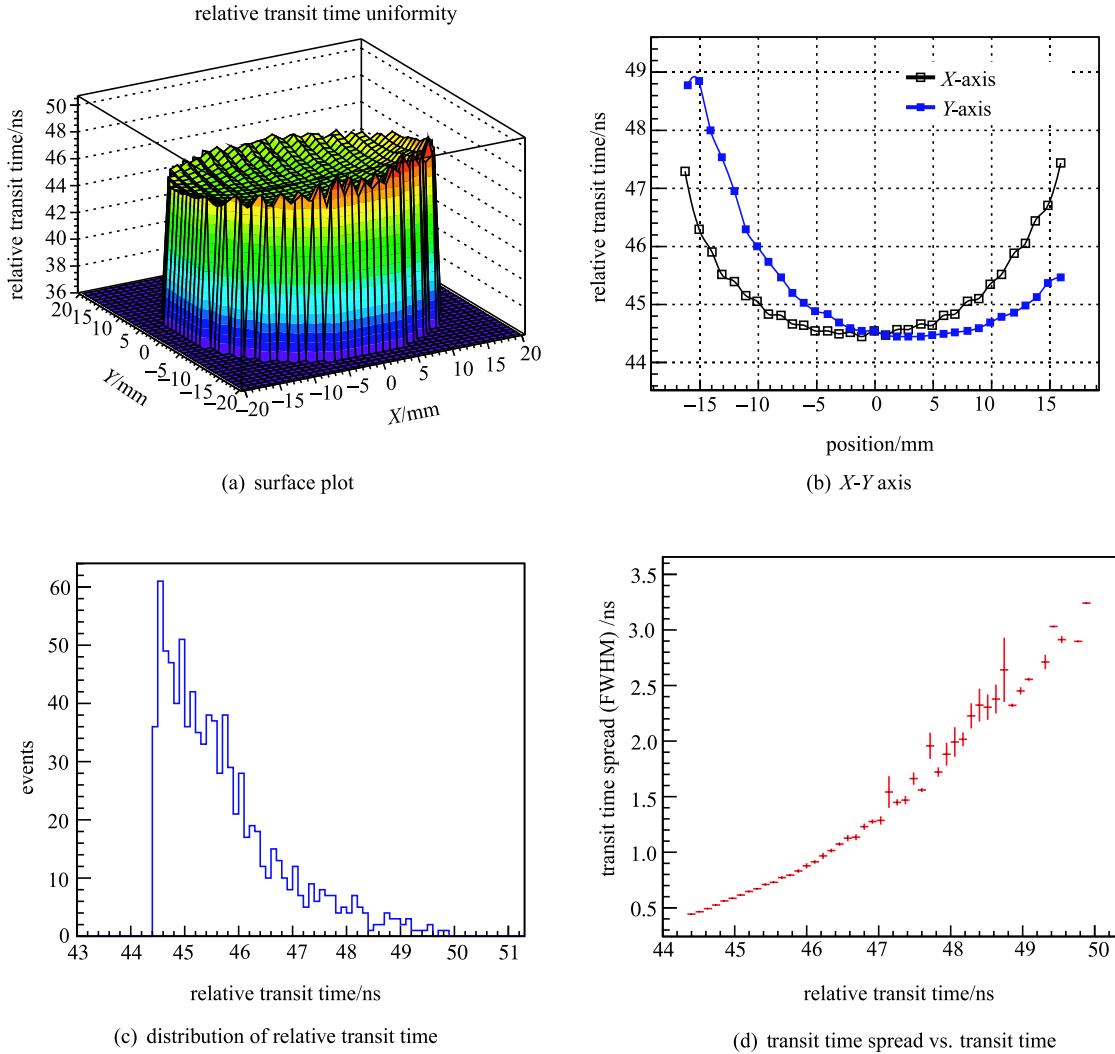 relative transit time uniformity
relative transit time/ns
50
48
46
44
42
40
38
36
20
15
10
5
0
−5
−10
−15
−20
Y/mm
−20
−15
−10
−5
0
5
10
15
20
X/mm
(a) surface plot
relative transit time/ns
49
48
47
46
45
44
X-axis
Y-axis
−15 −10 −5 0 5 10 15
position/mm
(b) X-Y axis
events
60
50
40
30
20
10
0
43 44 45 46 47 48 49 50 51
relative transit time/ns
(c) distribution of relative transit time
transit time spread (FWHM) /ns
3.5
3.0
2.5
2.0
1.5
1.0
0.5
44 45 46 47 48 49 50
relative transit time/ns
(d) transit time spread vs. transit time